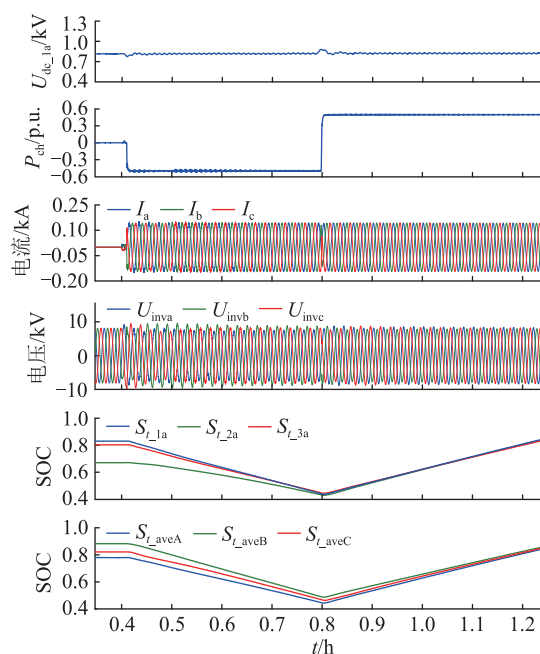 1.3
1.0
0.7
0.4
U_dc_1a/kV
0.6
0.3
0
−0.3
−0.6
P_ch/p.u.
I_a I_b I_c
0.25
0.10
−0.05
−0.20
电流/kA
U_inva U_invb U_invc
10
0
−10
电压/kV
S_t_1a S_t_2a S_t_3a
1.0
0.8
0.6
0.4
SOC
S_t_aveA S_t_aveB S_t_aveC
1.0
0.8
0.6
0.4
SOC
0.4 0.5 0.6 0.7 0.8 0.9 1.0 1.1 1.2
t/h